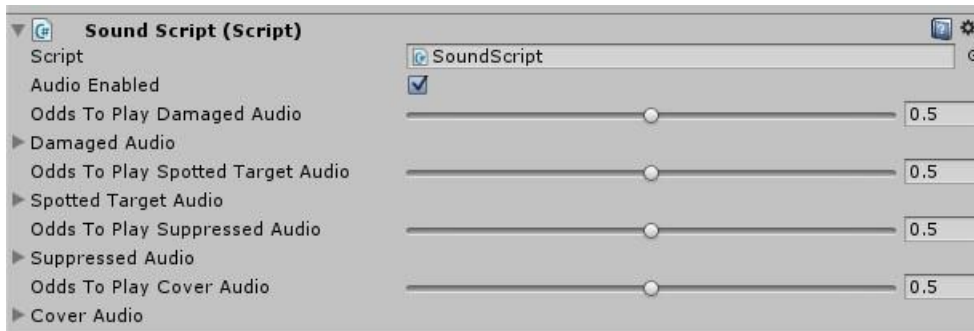 Sound Script (Script)
Script SoundScript
Audio Enabled
Odds To Play Damaged Audio 0.5
Damaged Audio
Odds To Play Spotted Target Audio 0.5
Spotted Target Audio
Odds To Play Suppressed Audio 0.5
Suppressed Audio
Odds To Play Cover Audio 0.5
Cover Audio